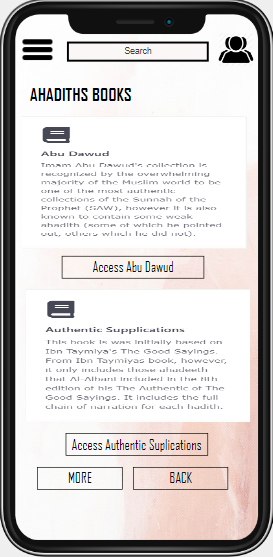 Search
AHADITHS BOOKS
Abu Dawud
Imam Abu Dawud's collection is
recognized by the overwhelming
majority of the Muslim world to be
one of the most authentic
collections of the Sunnah of the
Prophet (SAW), however it is also
known to contain some weak
ahadith (some of which he pointed
out, others which he did not).
Access Abu Dawud
Authentic Supplications
This book is was initially based on
Ibn Taymiya's The Good Sayings.
From Ibn Taymiyas book, however,
it only includes those ahadeeth
that Al-Albani included in the 8th
edition of his The Authentic of The
Good Sayings. It includes the full
chain of narration for each hadith.
Access Authentic Suplications
MORE
BACK